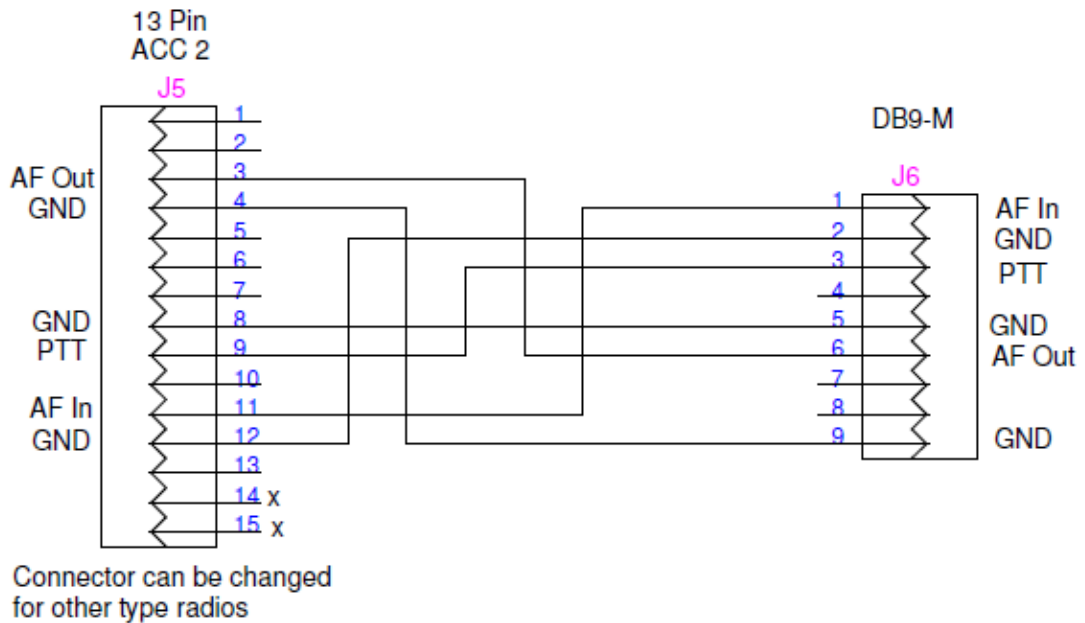 13 Pin
ACC 2
J5
1
2
AF Out 3
GND 4
5
6
7
GND 8
PTT 9
10
AF In 11
GND 12
13
14 x
15 x
Connector can be changed
for other type radios
DB9-M
J6
1 AF In
2 GND
3 PTT
4
5 GND
6 AF Out
7
8
9 GND